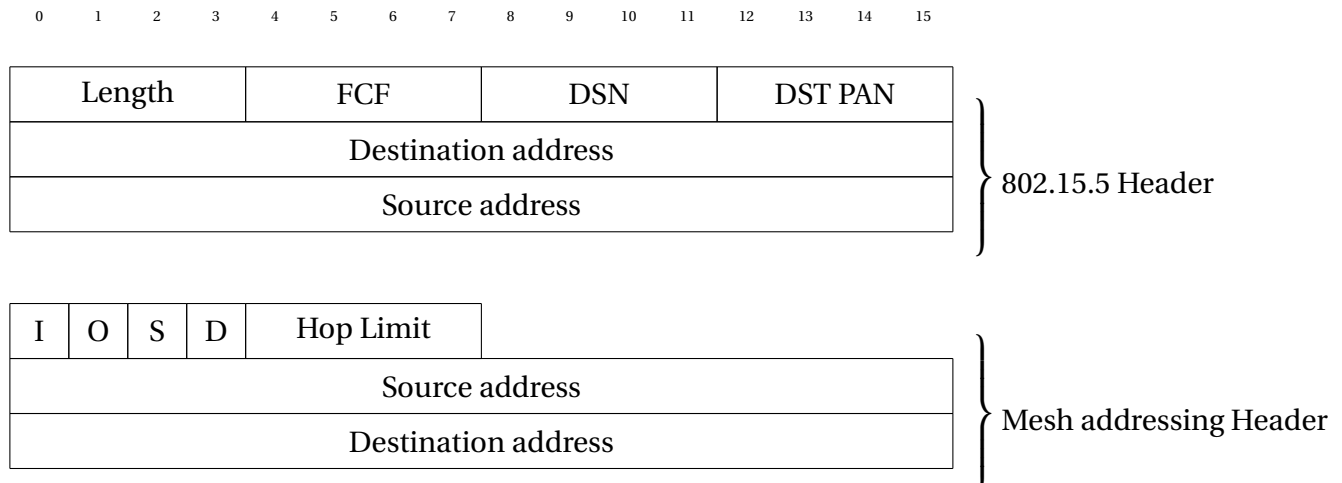 0 1 2 3 4 5 6 7 8 9 10 11 12 13 14 15
Length FCF DSN DST PAN
Destination address
Source address
802.15.5 Header
I O S D Hop Limit
Source address
Destination address
Mesh addressing Header